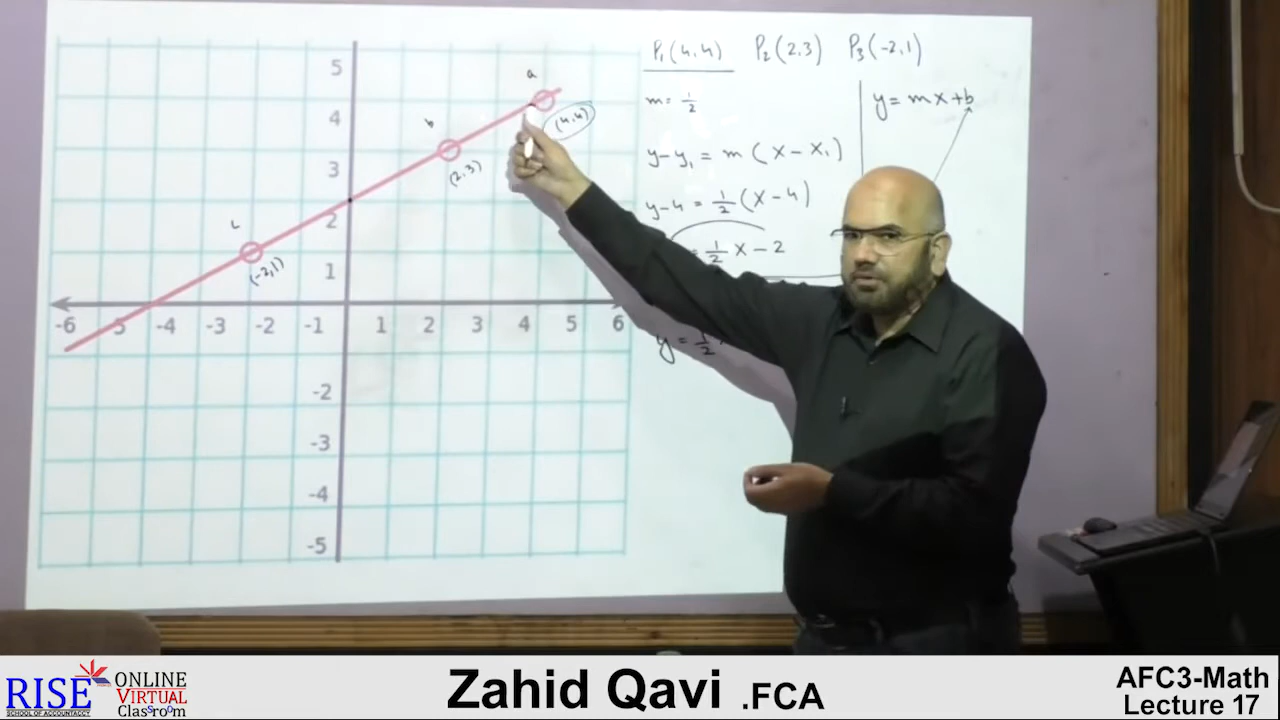 P₁(4,4) P₂(2,3) P₃(-2,1)
m = 1/2
y = mx+b
y-y₁ = m (x-x₁)
y-4 = 1/2 (x-4)
= 1/2 x - 2
y = 1/2
a
(4,4)
b
(2,3)
(-2,1)
5
4
3
2
1
-6 5 -4 -3 -2 -1 1 2 3 4 5 6
-2
-3
-4
-5
RISE ONLINE VIRTUAL Classroom
SCHOOL OF ACCOUNTANCY
Zahid Qavi .FCA
AFC3-Math
Lecture 17